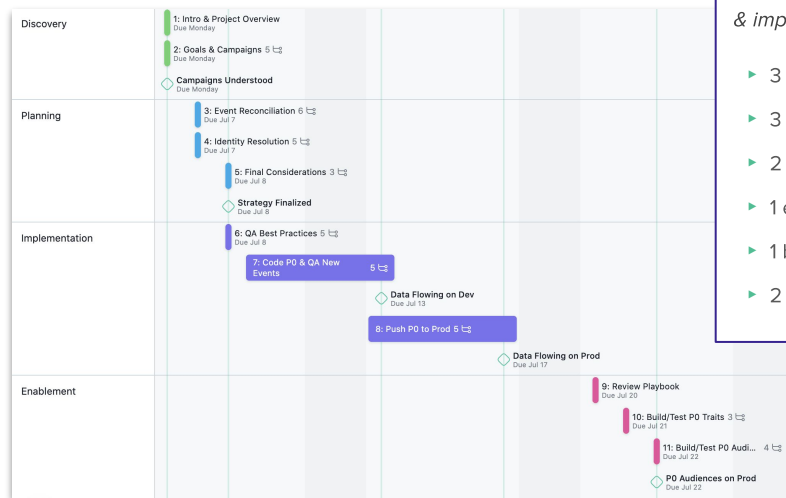 Discovery
1: Intro & Project Overview
Due Monday
2: Goals & Campaigns 5
Due Monday
Campaigns Understood
Due Monday
Planning
3: Event Reconciliation 6
Due Jul 7
4: Identity Resolution 5
Due Jul 7
5: Final Considerations 3
Due Jul 8
Strategy Finalized
Due Jul 8
Implementation
6: QA Best Practices 5
Due Jul 8
7: Code P0 & QA New
Events
5
Data Flowing on Dev
Due Jul 13
8: Push P0 to Prod 5
Data Flowing on Prod
Due Jul 17
Enablement
9: Review Playbook
Due Jul 20
10: Build/Test P0 Traits 3
Due Jul 21
11: Build/Test P0 Audi... 4
Due Jul 22
P0 Audiences on Prod
Due Jul 22
&
3
3
2
1
1
2